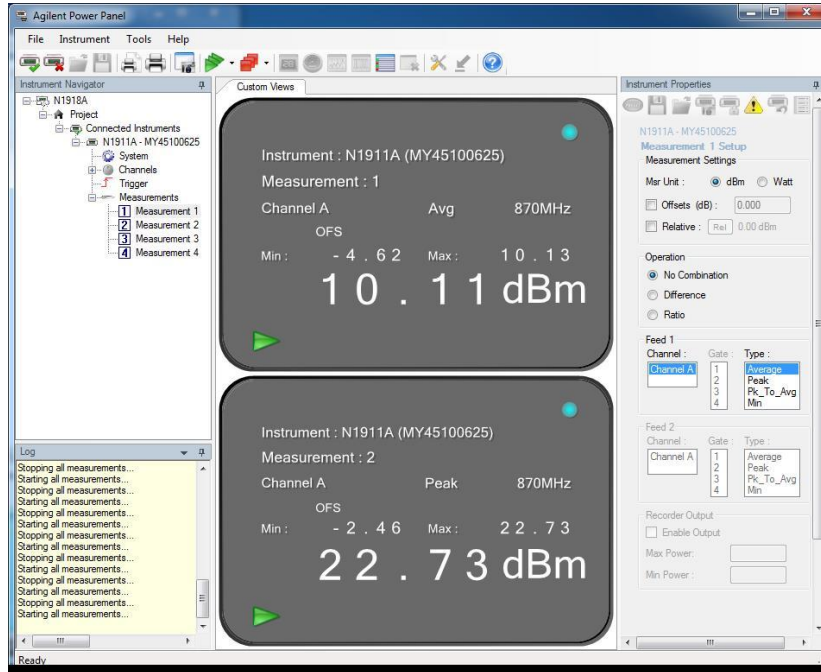 Agilent Power Panel
File Instrument Tools Help
Instrument Navigator
N1918A
Project
Connected Instruments
N1911A - MY45100625
System
Channels
Trigger
Measurements
1 Measurement 1
2 Measurement 2
3 Measurement 3
4 Measurement 4
Log
Stopping all measurements...
Starting all measurements...
Stopping all measurements...
Starting all measurements...
Stopping all measurements...
Starting all measurements...
Stopping all measurements...
Starting all measurements...
Stopping all measurements...
Starting all measurements...
Stopping all measurements...
Starting all measurements...
Stopping all measurements...
Starting all measurements...
Ready
Custom Views
Instrument : N1911A (MY45100625)
Measurement : 1
Channel A Avg 870MHz
OFS
Min : - 4 . 6 2 Max : 1 0 . 1 3
1 0 . 1 1 dBm
Instrument : N1911A (MY45100625)
Measurement : 2
Channel A Peak 870MHz
OFS
Min : - 2 . 4 6 Max : 2 2 . 7 3
2 2 . 7 3 dBm
Instrument Properties
N1911A - MY45100625
Measurement 1 Setup
Measurement Settings
Msr Unit : dBm Watt
Offsets (dB) : 0.000
Relative : Rel 0.00 dBm
Operation
No Combination
Difference
Ratio
Feed 1
Channel : Gate : Type :
Channel A 1 Average
2 Peak
3 Pk_To_Avg
4 Min
Feed 2
Channel : Gate : Type :
Channel A 1 Average
2 Peak
3 Pk_To_Avg
4 Min
Recorder Output
Enable Output
Max Power:
Min Power :